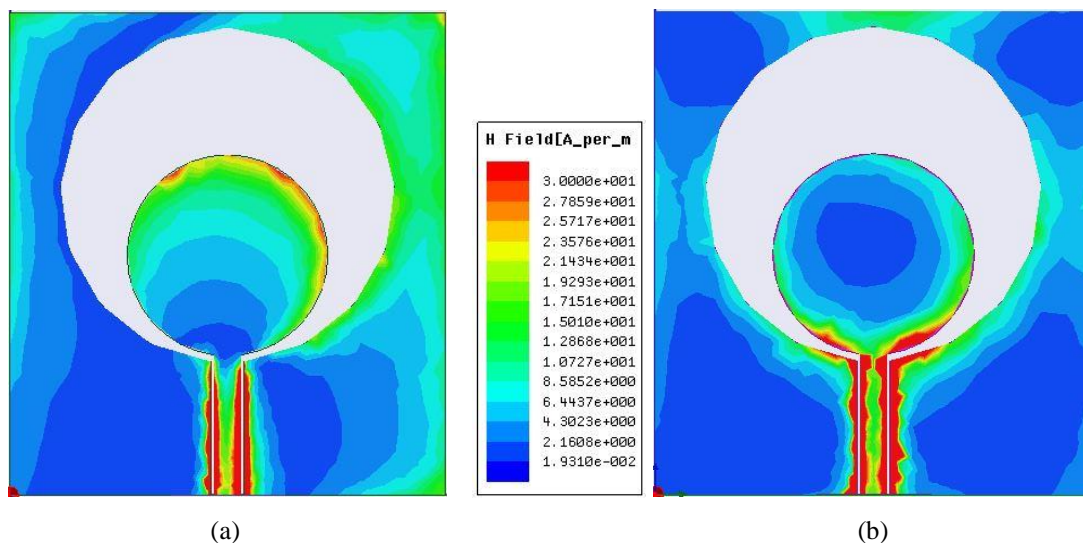 H Field[A_per_m
3.0000e+001
2.7859e+001
2.5717e+001
2.3576e+001
2.1434e+001
1.9293e+001
1.7151e+001
1.5010e+001
1.2868e+001
1.0727e+001
8.5852e+000
6.4437e+000
4.3023e+000
2.1608e+000
1.9310e-002
(a)
(b)